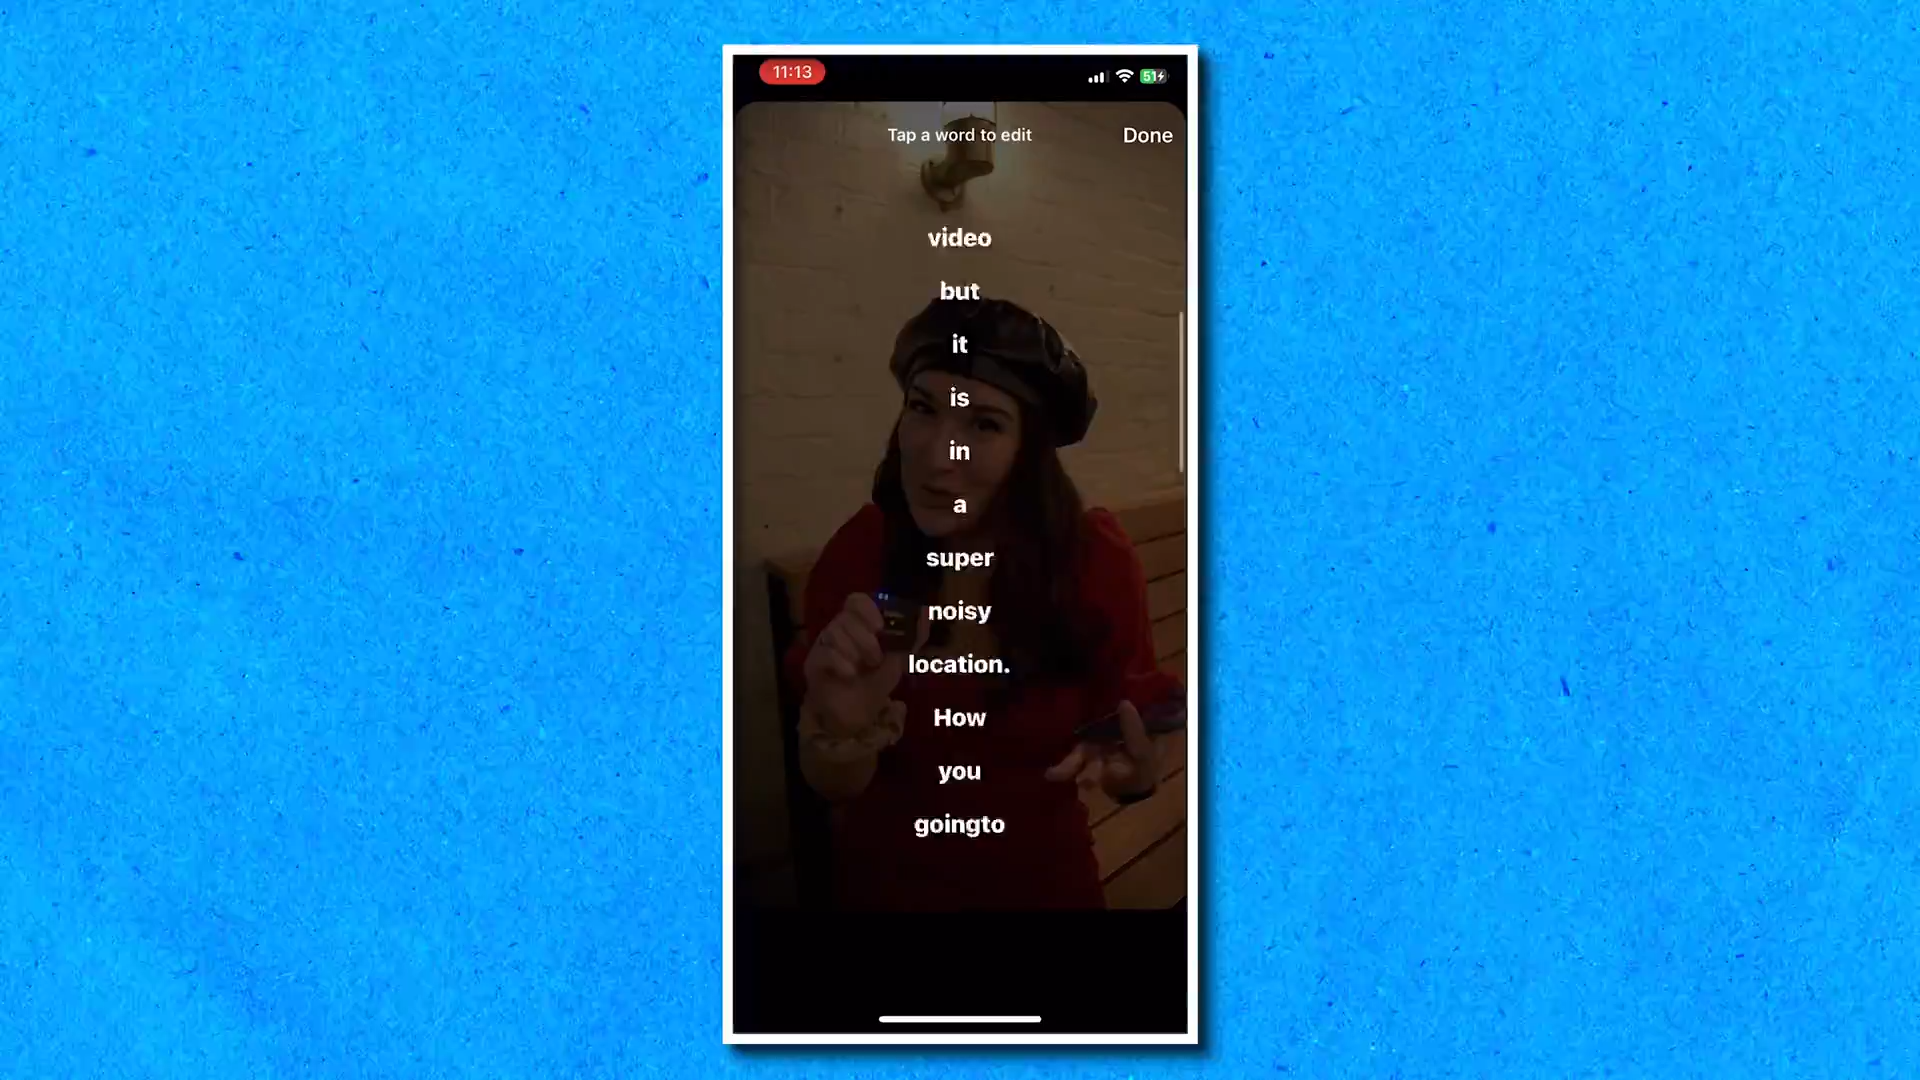 11:13
51
Tap a word to edit
Done
video
but
it
is
in
a
super
noisy
location.
How
you
goingto